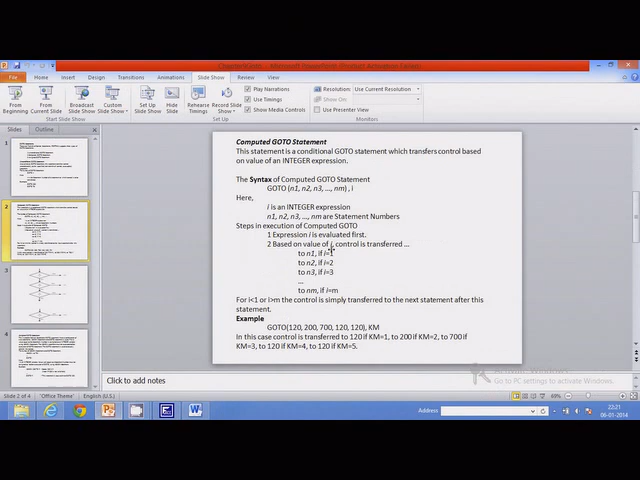 Chapter9Goto - Microsoft PowerPoint (Product Activation Failed)
File Home Insert Design Transitions Animations Slide Show Review View
From Beginning
From Current Slide
Broadcast Slide Show
Custom Slide Show
Set Up Slide Show
Hide Slide
Rehearse Timings
Record Slide Show
Play Narrations
Use Timings
Show Media Controls
Resolution: Use Current Resolution
Show On:
Use Presenter View
Start Slide Show
Set Up
Monitors
Slides Outline
1
2
3
4
Computed GOTO Statement
This statement is a conditional GOTO statement which transfers control based
on value of an INTEGER expression.
The Syntax of Computed GOTO Statement
GOTO (n1, n2, n3, ..., nm) , i
Here,
i is an INTEGER expression
n1, n2, n3, ..., nm are Statement Numbers
Steps in execution of Computed GOTO
1 Expression i is evaluated first.
2 Based on value of i, control is transferred ...
to n1, if i=1
to n2, if i=2
to n3, if i=3
...
to nm, if i=m
For i<1 or i>m the control is simply transferred to the next statement after this
statement.
Example
GOTO(120, 200, 700, 120, 120), KM
In this case control is transferred to 120 if KM=1, to 200 if KM=2, to 700 if
KM=3, to 120 if KM=4, to 120 if KM=5.
Click to add notes
Activate Windows
Go to PC settings to activate Windows.
Slide 2 of 4 'Office Theme' English (U.S.) 69%
Address
22:21
06-01-2014